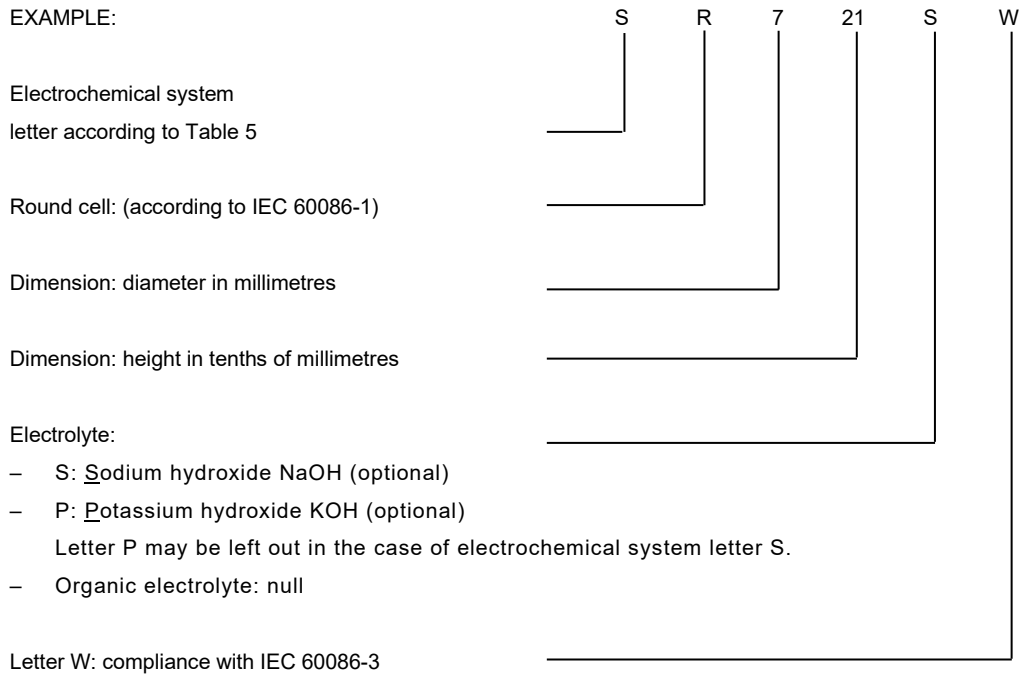 EXAMPLE: S R 7 21 S W
Electrochemical system
letter according to Table 5
Round cell: (according to IEC 60086-1)
Dimension: diameter in millimetres
Dimension: height in tenths of millimetres
Electrolyte:
– S: Sodium hydroxide NaOH (optional)
– P: Potassium hydroxide KOH (optional)
Letter P may be left out in the case of electrochemical system letter S.
– Organic electrolyte: null
Letter W: compliance with IEC 60086-3